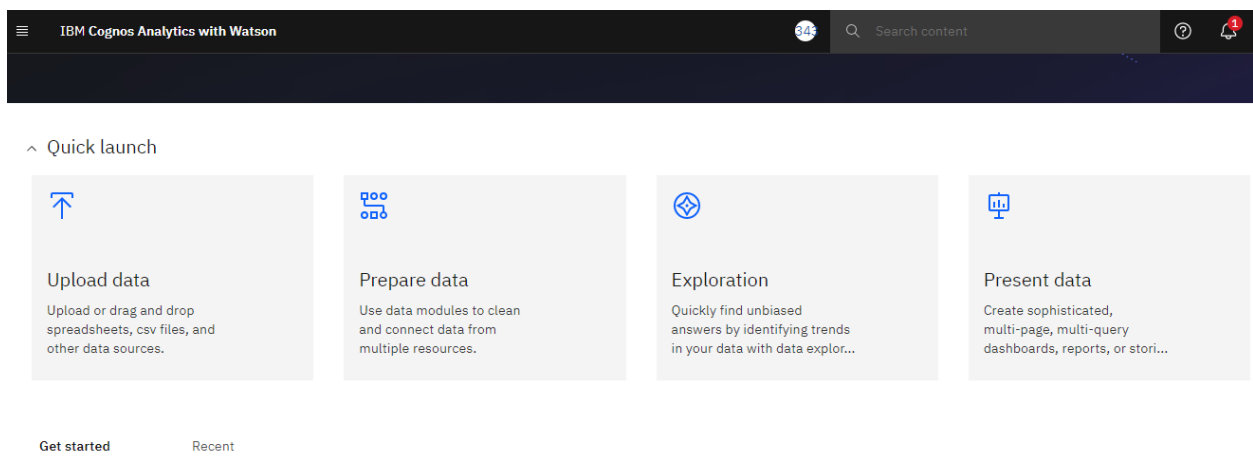 IBM Cognos Analytics with Watson
343
Search content
1
Quick launch
Upload data
Upload or drag and drop
spreadsheets, csv files, and
other data sources.
Prepare data
Use data modules to clean
and connect data from
multiple resources.
Exploration
Quickly find unbiased
answers by identifying trends
in your data with data explor...
Present data
Create sophisticated,
multi-page, multi-query
dashboards, reports, or stori...
Get started
Recent